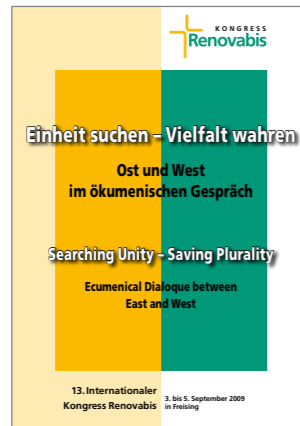 KONGRESS
Renovabis
Einheit suchen – Vielfalt wahren
Ost und West
im ökumenischen Gespräch
Searching Unity – Saving Plurality
Ecumenical Dialoque between
East and West
13. Internationaler
Kongress Renovabis
3. bis 5. September 2009
in Freising